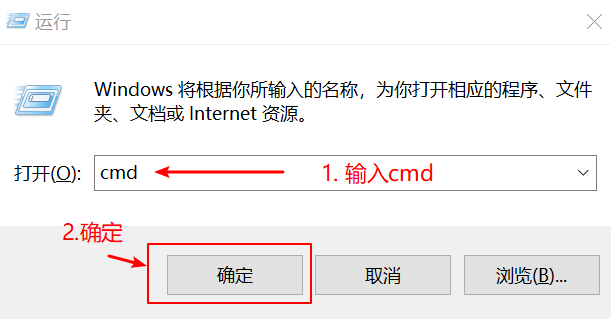 运行
Windows 将根据你所输入的名称，为你打开相应的程序、文件
夹、文档或 Internet 资源。
打开(O): cmd 1. 输入cmd
2.确定
确定 取消 浏览(B)...